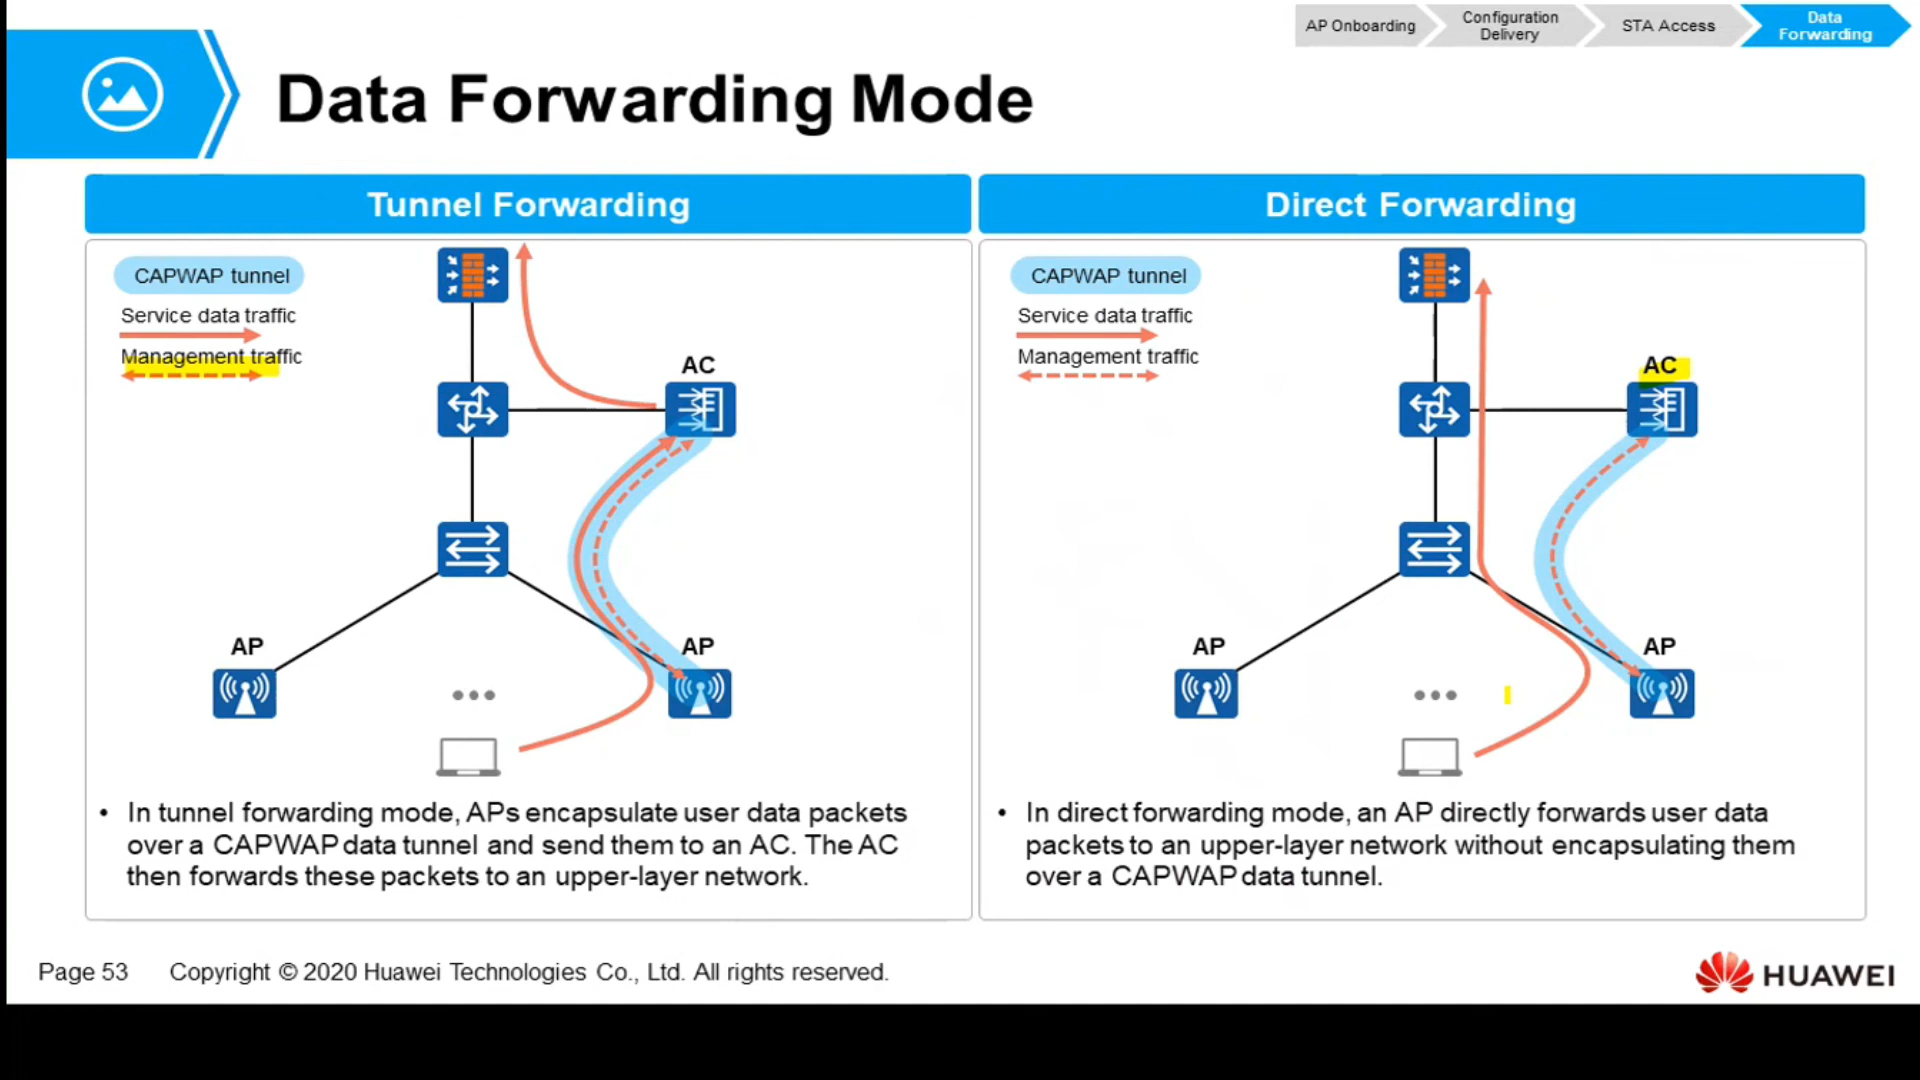 AP Onboarding
Configuration
Delivery
STA Access
Data
Forwarding
Data Forwarding Mode
Tunnel Forwarding
CAPWAP tunnel
Service data traffic
Management traffic
AC
AP
AP
• In tunnel forwarding mode, APs encapsulate user data packets
over a CAPWAP data tunnel and send them to an AC. The AC
then forwards these packets to an upper-layer network.
Direct Forwarding
CAPWAP tunnel
Service data traffic
Management traffic
AC
AP
AP
• In direct forwarding mode, an AP directly forwards user data
packets to an upper-layer network without encapsulating them
over a CAPWAP data tunnel.
Page 53
Copyright © 2020 Huawei Technologies Co., Ltd. All rights reserved.
HUAWEI